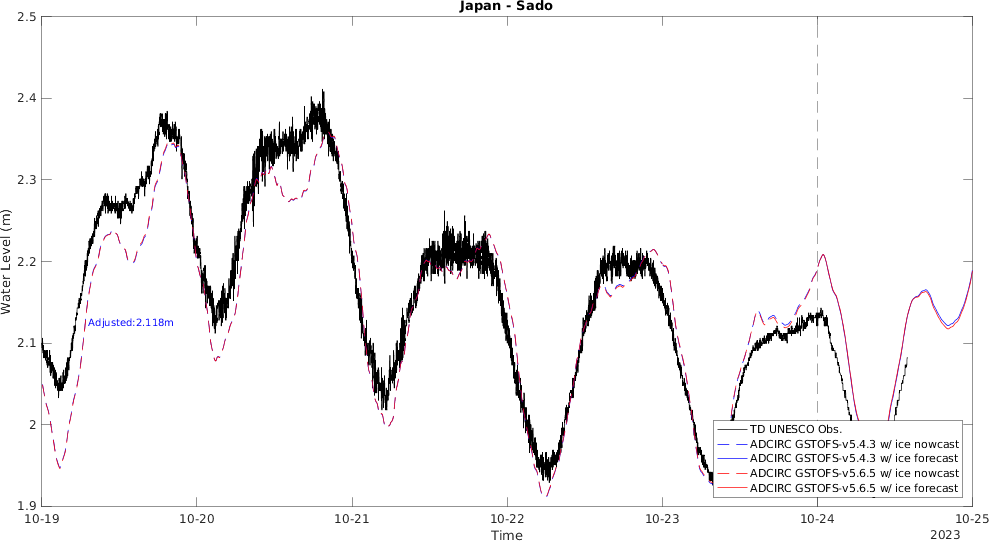 Japan - Sado
2.5
2.4
2.3
2.2
2.1
2
1.9
Water Level (m)
Adjusted:2.118m
TD UNESCO Obs.
ADCIRC GSTOFS-v5.4.3 w/ ice nowcast
ADCIRC GSTOFS-v5.4.3 w/ ice forecast
ADCIRC GSTOFS-v5.6.5 w/ ice nowcast
ADCIRC GSTOFS-v5.6.5 w/ ice forecast
10-19 10-20 10-21 10-22 10-23 10-24 10-25
Time
2023